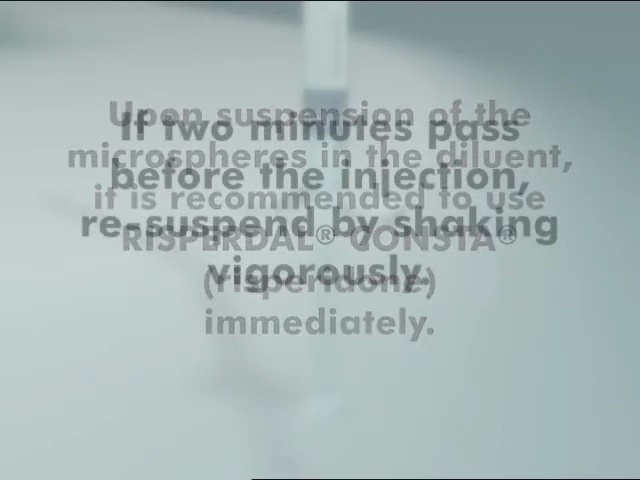 Upon suspension of the
microspheres in the diluent,
it is recommended to use
RISPERDAL® CONSTA®
(risperidone)
immediately.
If two minutes pass
before the injection,
re-suspend by shaking
vigorously.